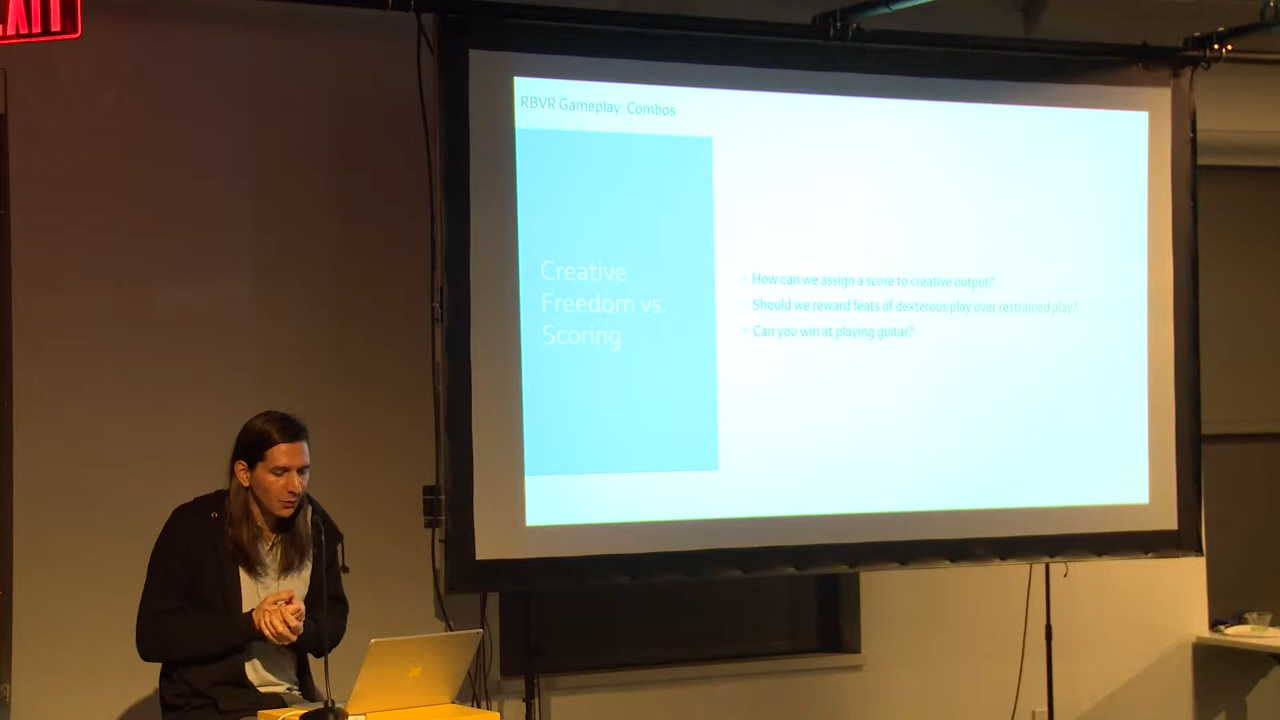 EXIT
RBVR Gameplay: Combos
Creative
Freedom vs.
Scoring
How can we assign a score to creative output?
Should we reward feats of dexterous play over restrained play?
Can you win at playing guitar?